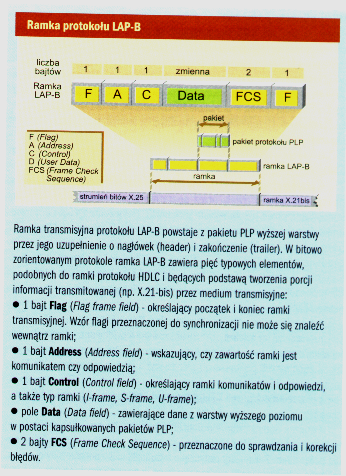 Ramka protokołu LAP-B
liczba
bajtów
1 1 1 zmienna 2 1
Ramka
LAP-B
F A C Data FCS F
pakiet
pakiet protokołu PLP
F (Flag)
A (Address)
C (Control)
D (User Data)
FCS (Frame Check
Sequence)
ramka LAP-B
ramka
strumień bitów X.25
ramka X.21bis
Ramka transmisyjna protokołu LAP-B powstaje z pakietu PLP wyższej warstwy
przez jego uzupełnienie o nagłówek (header) i zakończenie (trailer). W bitowo
zorientowanym protokole ramka LAP-B zawiera pięć typowych elementów,
podobnych do ramki protokołu HDLC i będących podstawą tworzenia porcji
informacji transmitowanej (np. X.21-bis) przez medium transmisyjne:
● 1 bajt Flag (Flag frame field) - określający początek i koniec ramki
transmisyjnej. Wzór flagi przeznaczonej do synchronizacji nie może się znaleźć
wewnątrz ramki;
● 1 bajt Address (Address field) - wskazujący, czy zawartość ramki jest
komunikatem czy odpowiedzią;
● 1 bajt Control (Control field) - określający ramki komunikatów i odpowiedzi,
a także typ ramki (I-frame, S-frame, U-frame);
● pole Data (Data field) - zawierające dane z warstwy wyższego poziomu
w postaci kapsułkowanych pakietów PLP;
● 2 bajty FCS (Frame Check Sequence) - przeznaczone do sprawdzania i korekcji
błędów.